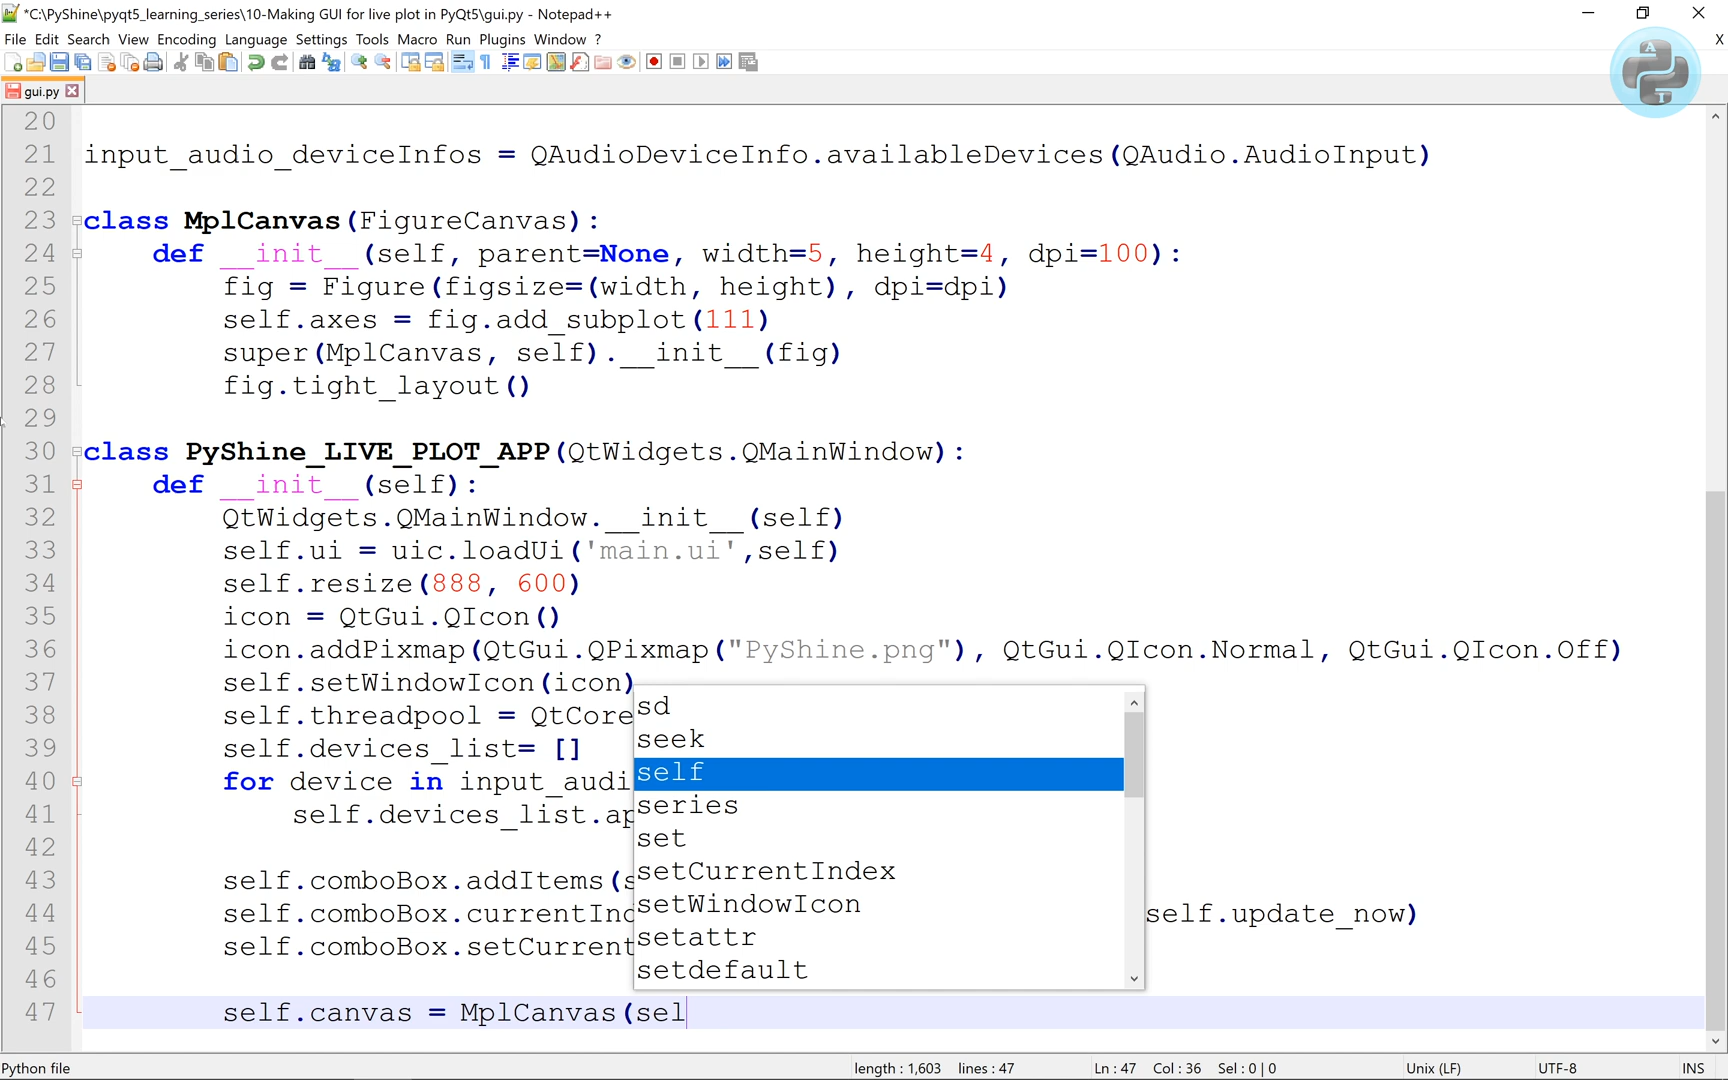 *C:\PyShine\pyqt5_learning_series\10-Making GUI for live plot in PyQt5\gui.py - Notepad++
File Edit Search View Encoding Language Settings Tools Macro Run Plugins Window ? X
gui.py
20
21 input_audio_deviceInfos = QAudioDeviceInfo.availableDevices(QAudio.AudioInput)
22
23 class MplCanvas(FigureCanvas):
24 def __init__(self, parent=None, width=5, height=4, dpi=100):
25 fig = Figure(figsize=(width, height), dpi=dpi)
26 self.axes = fig.add_subplot(111)
27 super(MplCanvas, self).__init__(fig)
28 fig.tight_layout()
29
30 class PyShine_LIVE_PLOT_APP(QtWidgets.QMainWindow):
31 def __init__(self):
32 QtWidgets.QMainWindow.__init__(self)
33 self.ui = uic.loadUi('main.ui',self)
34 self.resize(888, 600)
35 icon = QtGui.QIcon()
36 icon.addPixmap(QtGui.QPixmap("PyShine.png"), QtGui.QIcon.Normal, QtGui.QIcon.Off)
37 self.setWindowIcon(icon)
38 self.threadpool = QtCore
39 self.devices_list= []
40 for device in input_audi
41 self.devices_list.ap
42
43 self.comboBox.addItems(s
44 self.comboBox.currentInd self.update_now)
45 self.comboBox.setCurrent
46
47 self.canvas = MplCanvas(sel
sd
seek
self
series
set
setCurrentIndex
setWindowIcon
setattr
setdefault
Python file length : 1,603 lines : 47 Ln : 47 Col : 36 Sel : 0 | 0 Unix (LF) UTF-8 INS